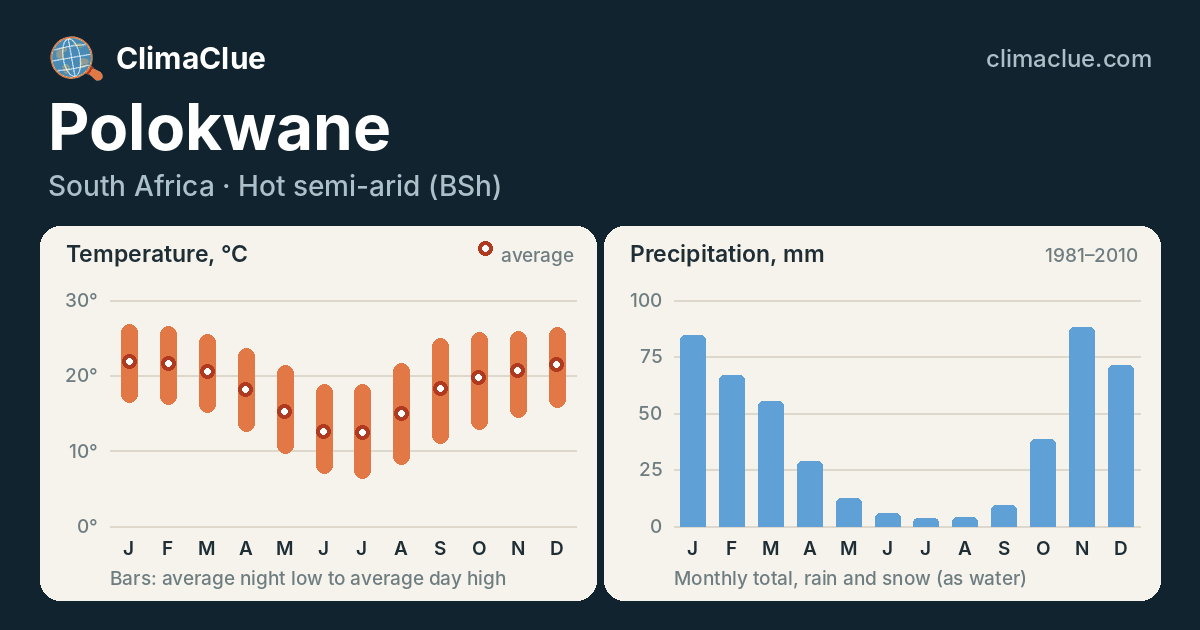 ClimaClue
climaclue.com
Polokwane
South Africa · Hot semi-arid (BSh)
Temperature, °C
average
30°
20°
10°
0°
J F M A M J J A S O N D
Bars: average night low to average day high
Precipitation, mm
1981–2010
100
75
50
25
0
J F M A M J J A S O N D
Monthly total, rain and snow (as water)